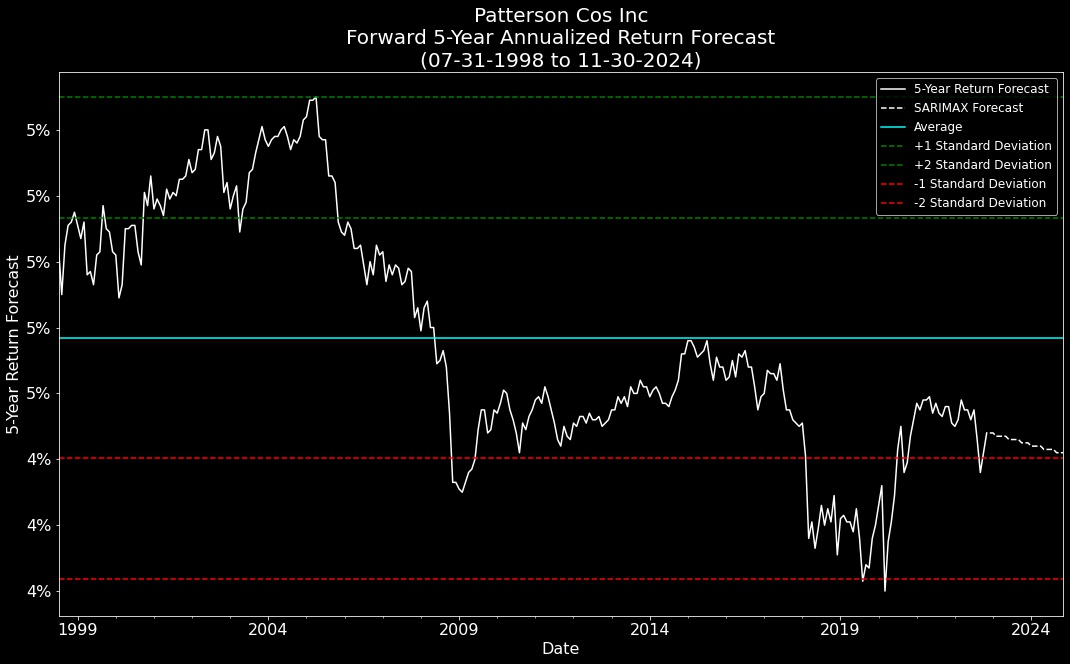 Patterson Cos Inc
Forward 5-Year Annualized Return Forecast
(07-31-1998 to 11-30-2024)
5-Year Return Forecast
SARIMAX Forecast
Average
+1 Standard Deviation
+2 Standard Deviation
-1 Standard Deviation
-2 Standard Deviation
5-Year Return Forecast
5%
5%
5%
5%
5%
4%
4%
4%
1999 2004 2009 2014 2019 2024
Date